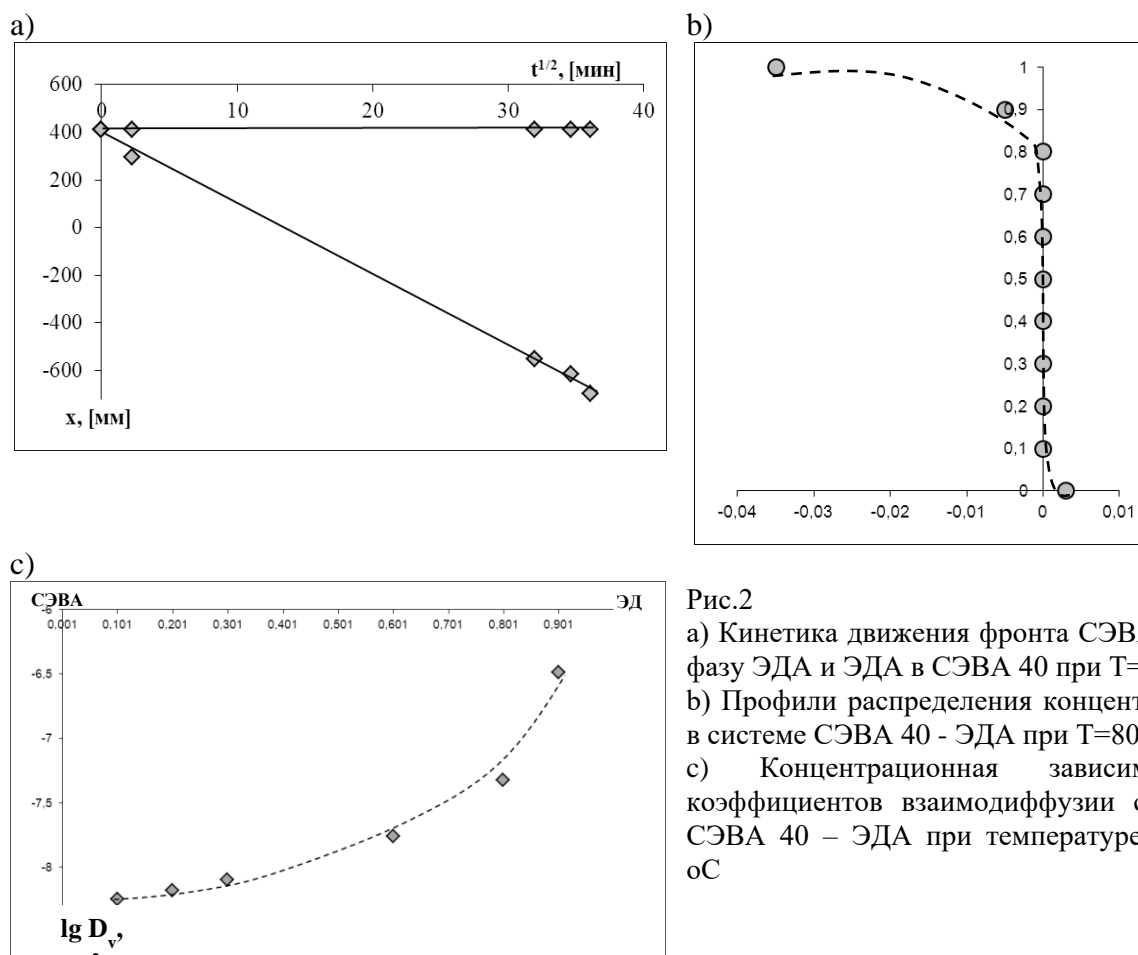 a)
t^1/2, [мин]
600
0 10 20 30 40
400
200
0
-200
-400
-600
x, [мм]
b)
1
0,9
0,8
0,7
0,6
0,5
0,4
0,3
0,2
0,1
0
-0,04 -0,03 -0,02 -0,01 0 0,01
c)
СЭВА ЭД
-6
0,001 0,101 0,201 0,301 0,401 0,501 0,601 0,701 0,801 0,901
-6.5
-7
-7.5
-8
lg D_v,
Рис.2
a) Кинетика движения фронта СЭВА
фазу ЭДА и ЭДА в СЭВА 40 при Т=
b) Профили распределения концент
в системе СЭВА 40 - ЭДА при Т=80
c) Концентрационная зависим
коэффициентов взаимодиффузии с
СЭВА 40 – ЭДА при температуре
оС